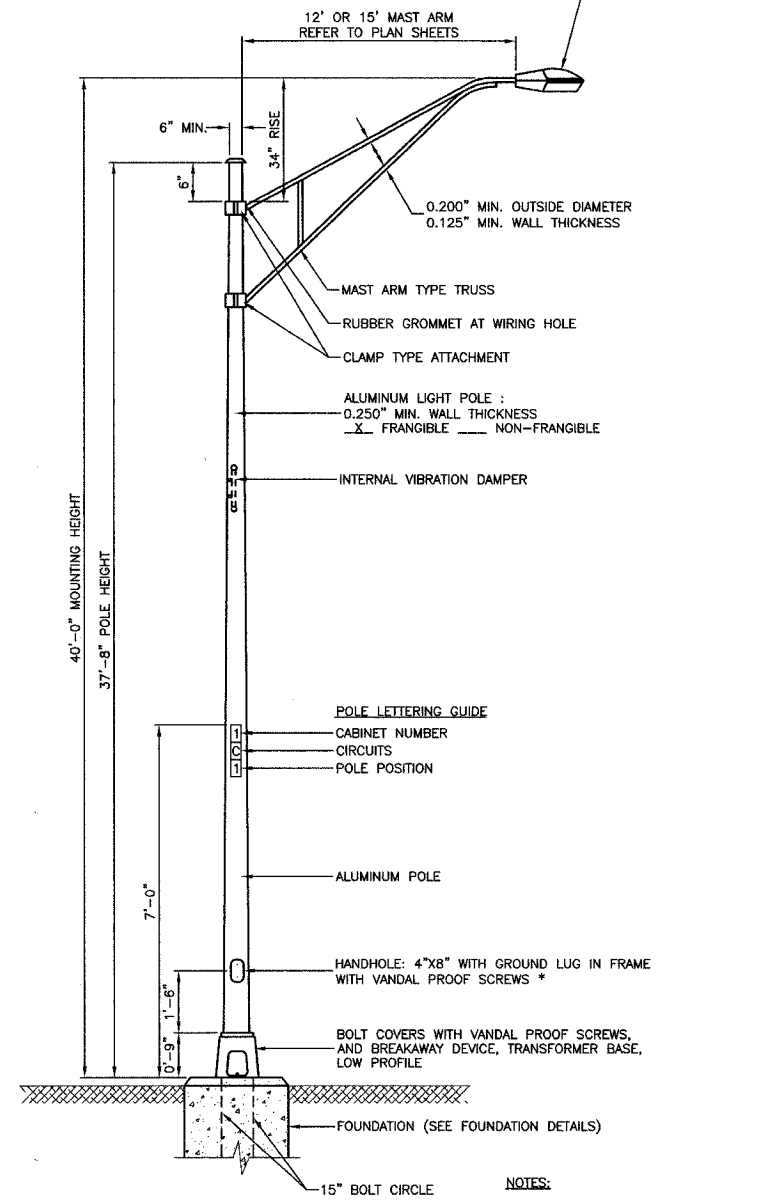 12' OR 15' MAST ARM
REFER TO PLAN SHEETS
6" MIN.
34" RISE
6"
0.200" MIN. OUTSIDE DIAMETER
0.125" MIN. WALL THICKNESS
MAST ARM TYPE TRUSS
RUBBER GROMMET AT WIRING HOLE
CLAMP TYPE ATTACHMENT
ALUMINUM LIGHT POLE :
0.250" MIN. WALL THICKNESS
_X_ FRANGIBLE ___ NON-FRANGIBLE
INTERNAL VIBRATION DAMPER
40'-0" MOUNTING HEIGHT
37'-8" POLE HEIGHT
POLE LETTERING GUIDE
1
CABINET NUMBER
C
CIRCUITS
1
POLE POSITION
7'-0"
ALUMINUM POLE
HANDHOLE: 4"X8" WITH GROUND LUG IN FRAME
WITH VANDAL PROOF SCREWS *
1'-6"
0'-9"
BOLT COVERS WITH VANDAL PROOF SCREWS,
AND BREAKAWAY DEVICE, TRANSFORMER BASE,
LOW PROFILE
FOUNDATION (SEE FOUNDATION DETAILS)
15" BOLT CIRCLE
NOTES: